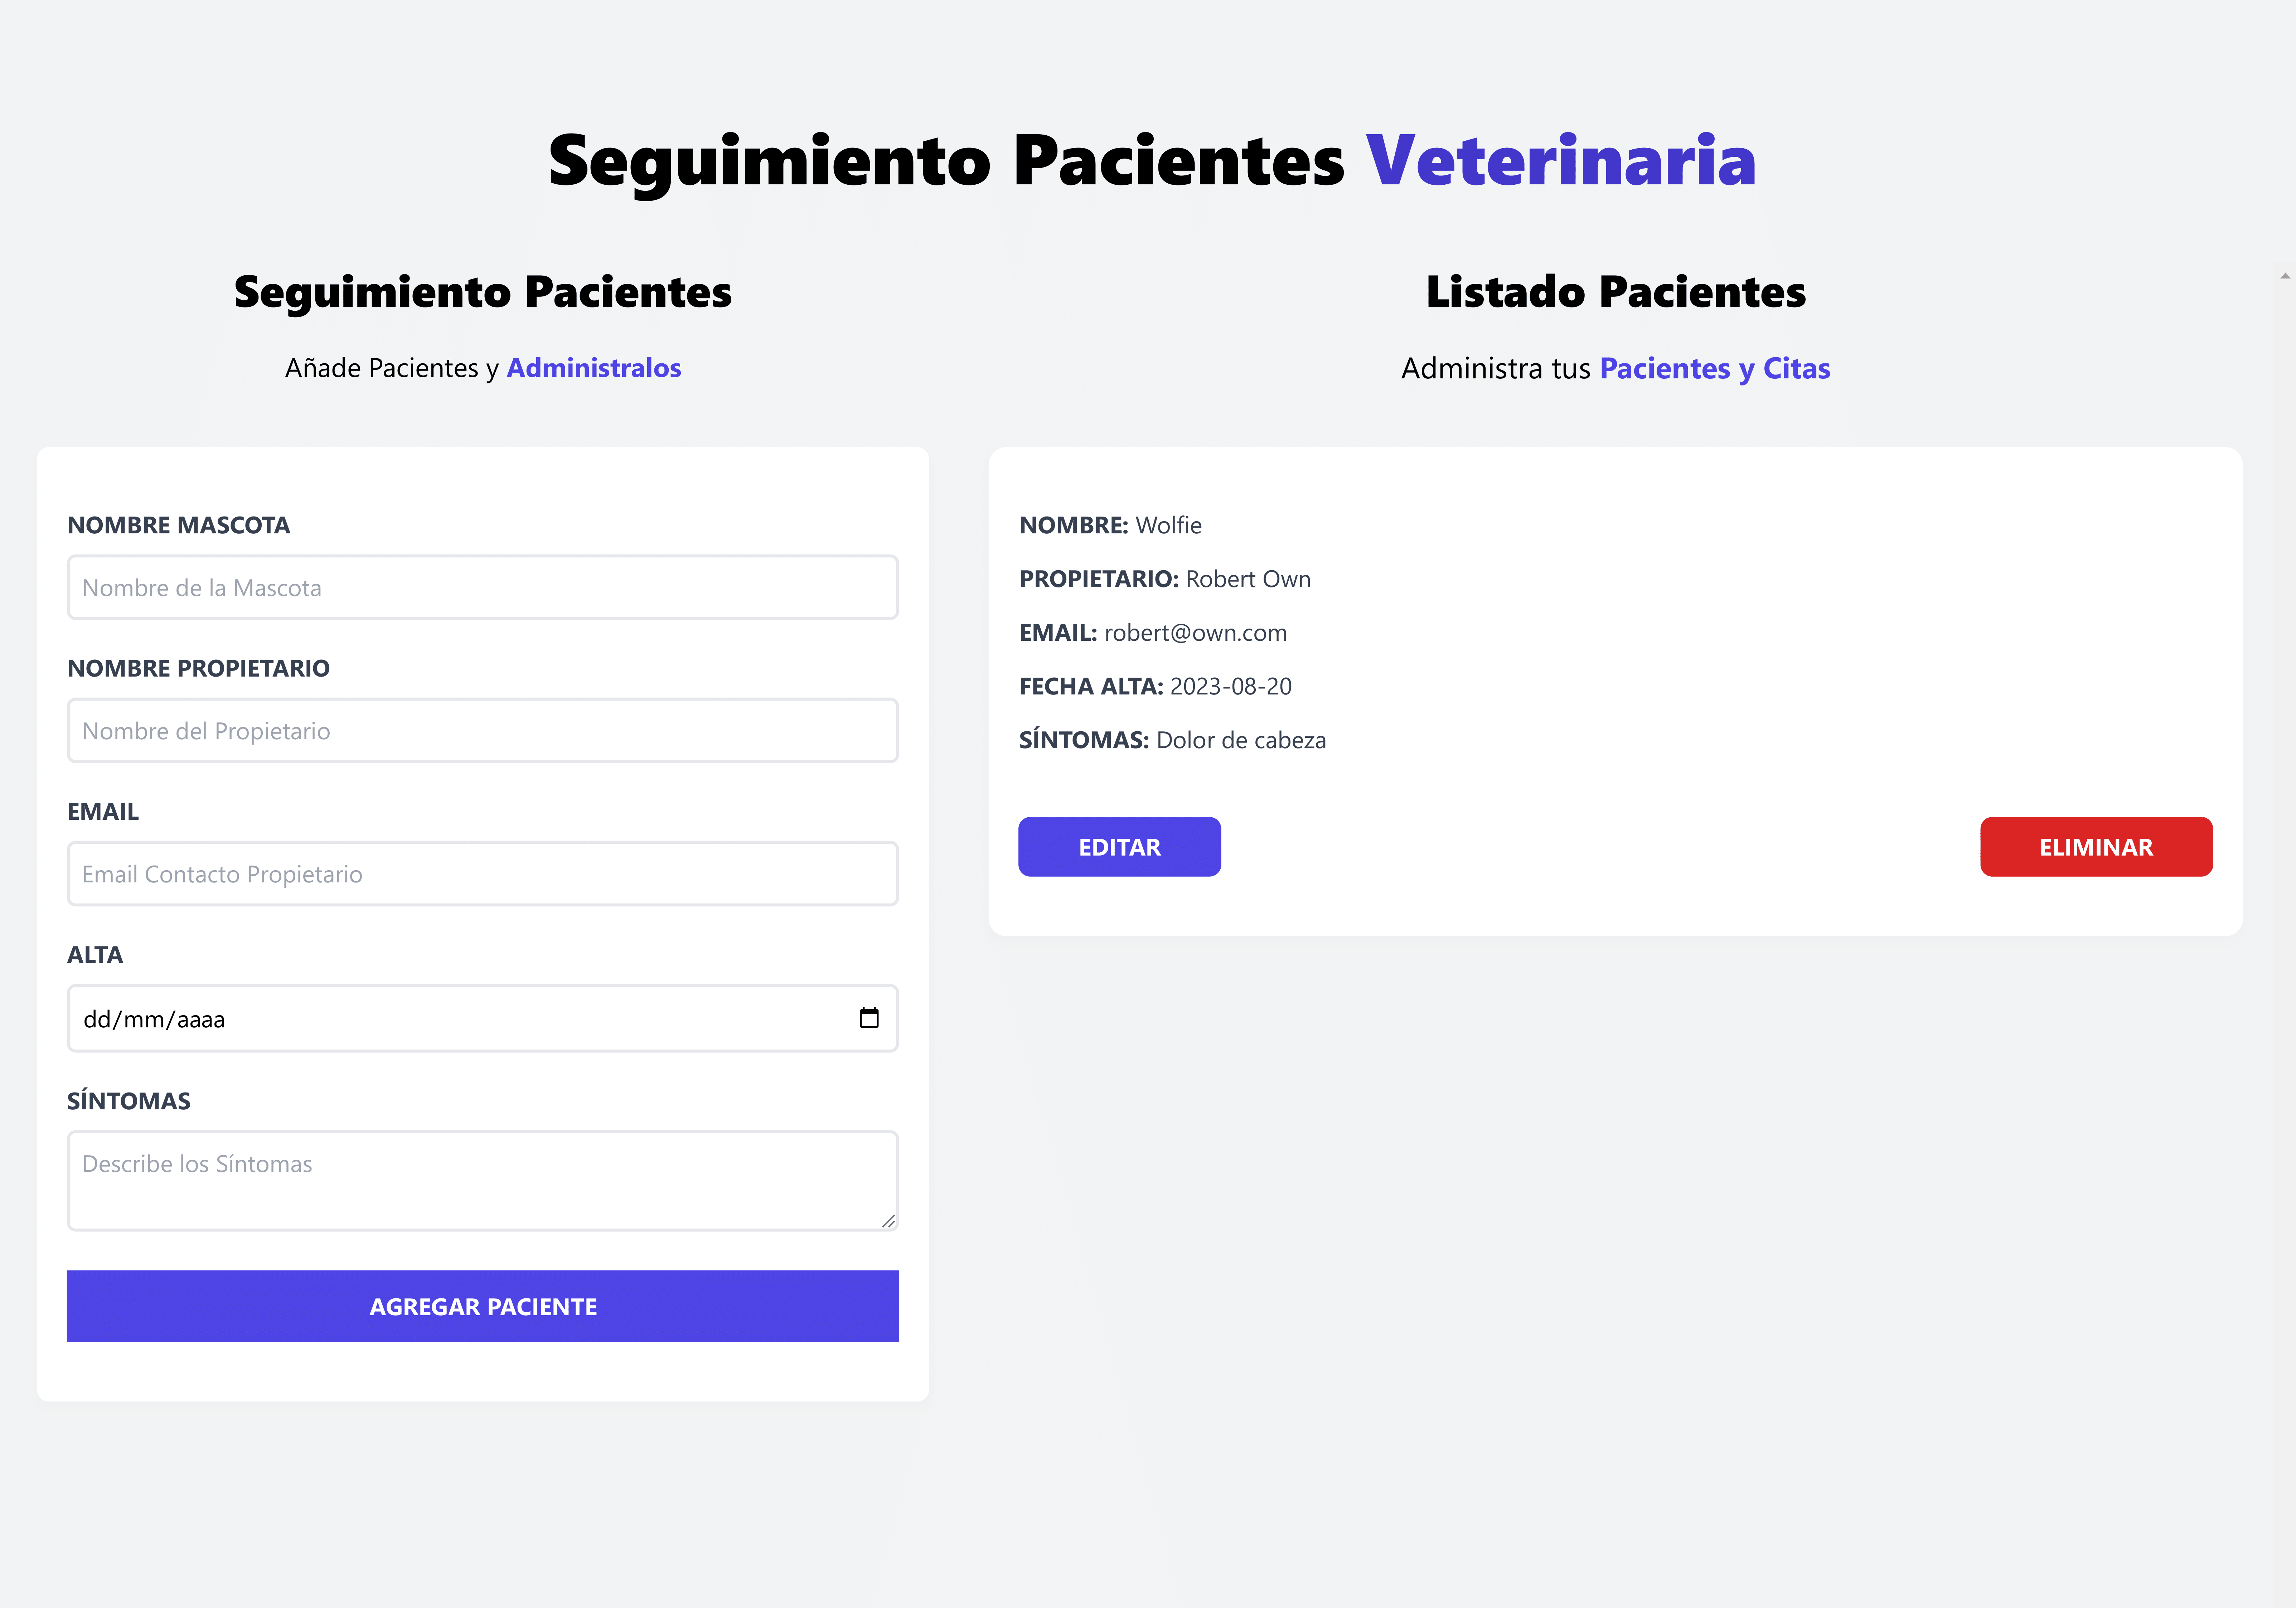 Seguimiento Pacientes Veterinaria
Seguimiento Pacientes
Añade Pacientes y Administralos
NOMBRE MASCOTA
Nombre de la Mascota
NOMBRE PROPIETARIO
Nombre del Propietario
EMAIL
Email Contacto Propietario
ALTA
dd/mm/aaaa
SÍNTOMAS
Describe los Síntomas
AGREGAR PACIENTE
Listado Pacientes
Administra tus Pacientes y Citas
NOMBRE: Wolfie
PROPIETARIO: Robert Own
EMAIL: robert@own.com
FECHA ALTA: 2023-08-20
SÍNTOMAS: Dolor de cabeza
EDITAR
ELIMINAR